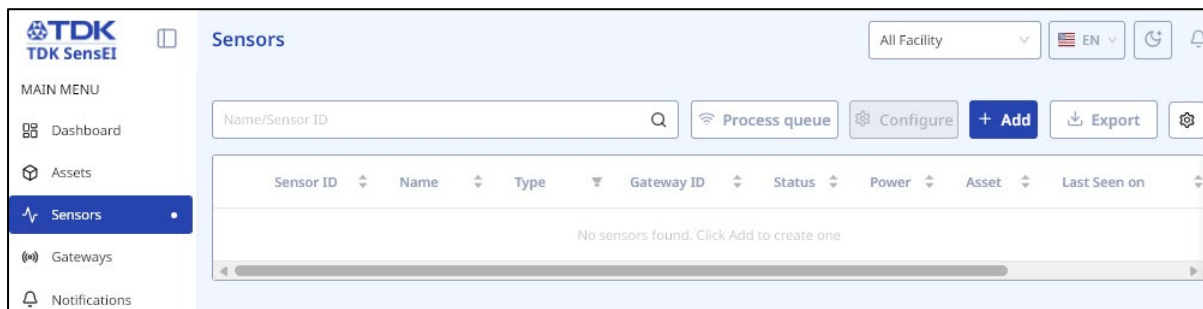 TDK
TDK SensEI
Sensors
All Facility
EN
MAIN MENU
Dashboard
Assets
Sensors
Gateways
Notifications
Name/Sensor ID
Process queue
Configure
+ Add
Export
Sensor ID Name Type Gateway ID Status Power Asset Last Seen on
No sensors found. Click Add to create one